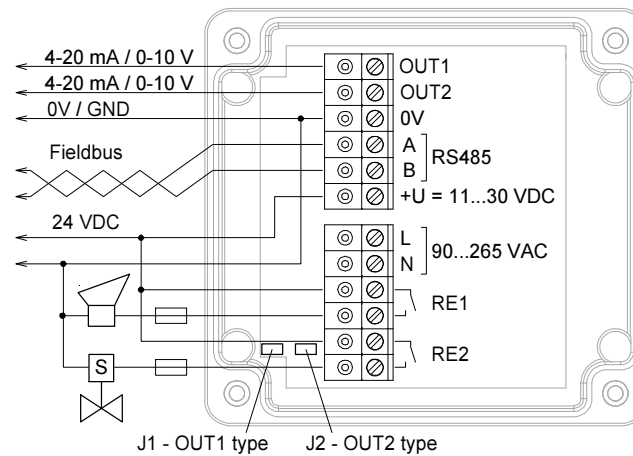 4-20 mA / 0-10 V
OUT1
4-20 mA / 0-10 V
OUT2
0V / GND
0V
Fieldbus
A
B
RS485
+U = 11...30 VDC
24 VDC
L
N
90...265 VAC
RE1
RE2
S
J1 - OUT1 type
J2 - OUT2 type